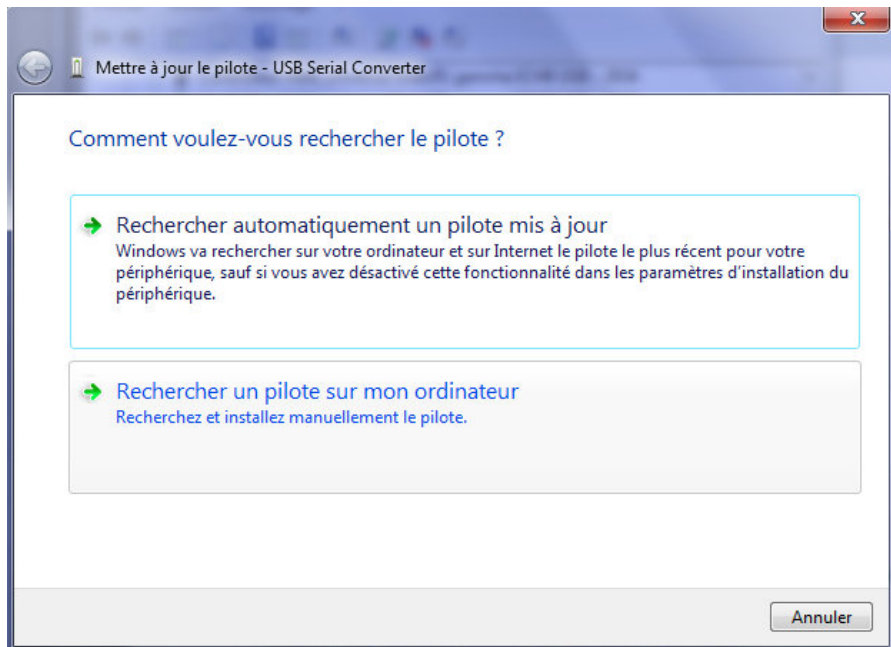 Mettre à jour le pilote - USB Serial Converter
Comment voulez-vous rechercher le pilote ?
Rechercher automatiquement un pilote mis à jour
Windows va rechercher sur votre ordinateur et sur Internet le pilote le plus récent pour votre
périphérique, sauf si vous avez désactivé cette fonctionnalité dans les paramètres d'installation du
périphérique.
Rechercher un pilote sur mon ordinateur
Recherchez et installez manuellement le pilote.
Annuler